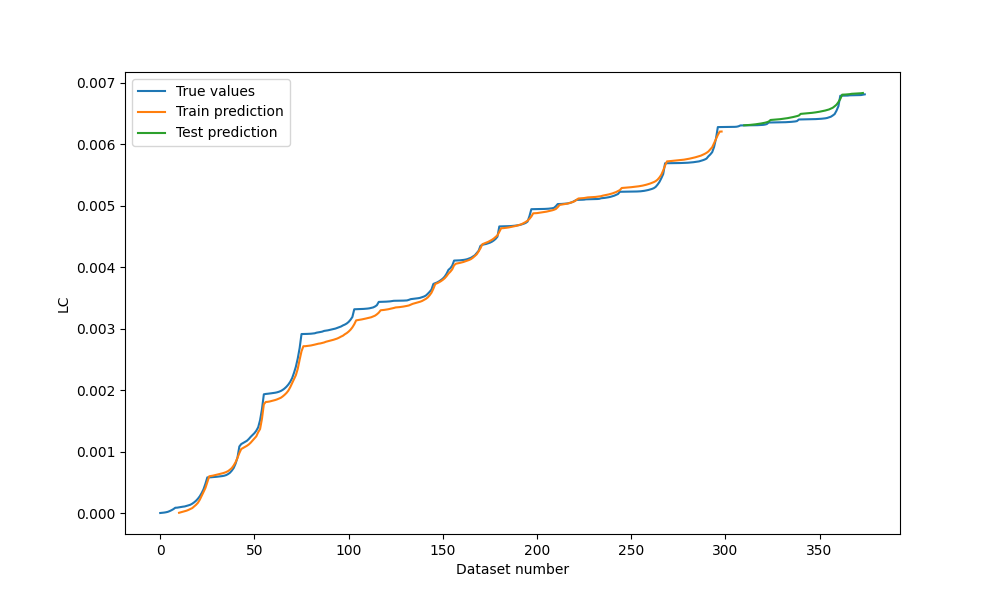 True values
Train prediction
Test prediction
0.007
0.006
0.005
0.004
0.003
0.002
0.001
0.000
LC
0 50 100 150 200 250 300 350
Dataset number